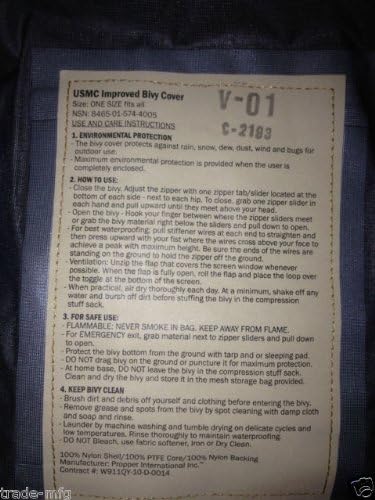 USMC Improved Bivy Cover
Size: ONE SIZE fits all
NSN: 8465-01-574-4005
USE AND CARE INSTRUCTIONS
V-01
C-2193
1. ENVIRONMENTAL PROTECTION
- The bivy cover protects against rain, snow, dew, dust, wind and bugs for
outdoor use.
- Maximum environmental protection is provided when the user is
completely enclosed.
2. HOW TO USE:
- Close the bivy. Adjust the zipper with one zipper tab/slider located at the
bottom of each side - next to each hip. To close, grab one zipper slider in
each hand and pull upward until they meet above your head.
- Open the bivy - Hook your finger between where the zipper sliders meet
or grab the bivy material right below the sliders and pull down to open.
- For best waterproofing; pull stiffener wires at each end to straighten and
then press upward with your fist where the wires cross above your face to
achieve a peak with maximum height. Be sure the ends of the wires are
standing on the ground to hold the zipper off the ground.
- Ventilation: Unzip the flap that covers the screen window whenever
possible. When the flap is fully open, roll the flap and place the loop over
the toggle at the bottom of the screen.
- When practical, air dry thoroughly each day. At a minimum, shake off any
water and bursh off dirt before stuffing the bivy in the compression
stuff sack.
3. FOR SAFE USE:
- FLAMMABLE: NEVER SMOKE IN BAG. KEEP AWAY FROM FLAME.
- For EMERGENCY exit, grab material next to zipper sliders and pull down
to open.
- Protect the bottom bivy from the ground with tarp and or sleeping pad.
- DO NOT drag bivy on the ground or puncture it for maximum protection.
- At home base, DO NOT leave the bivy in the compression stuff sack.
Clean and dry the bivy and store it in the mesh storage bag provided.
4. KEEP BIVY CLEAN
- Brush dirt and debris off yourself and clothing before entering the bivy.
- Remove grease and spots from the bivy by spot cleaning with damp cloth
and soap and rinse.
- Launder by machine washing and tumble drying on delicate cycles and
low temperatures. Rinse thoroughly to maintain waterproofing.
- DO NOT Bleach, use fabric softener, Iron or Dry Clean.
100% Nylon Shell/100% PTFE Core/100% Nylon Backing
Manufacturer: Propper International Inc.
Contract #: W911QY-10-D-0014
trade-mfg